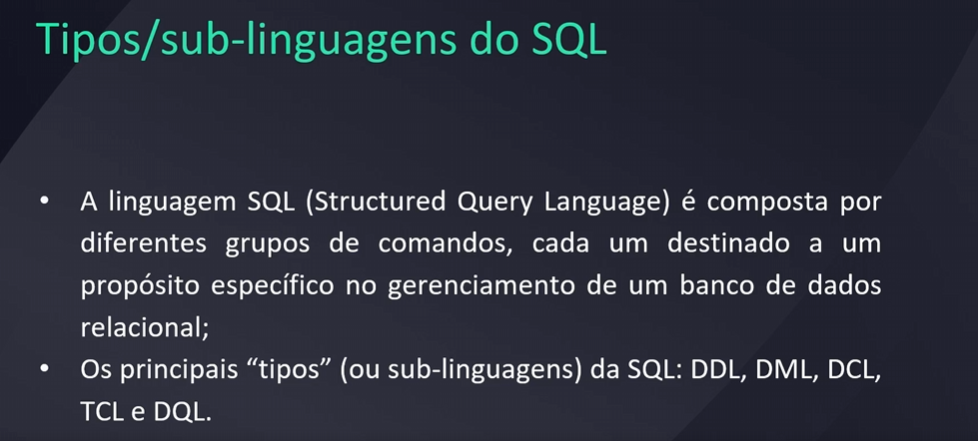 Tipos/sub-linguagens do SQL
• A linguagem SQL (Structured Query Language) é composta por
diferentes grupos de comandos, cada um destinado a um
propósito específico no gerenciamento de um banco de dados
relacional;
• Os principais “tipos” (ou sub-linguagens) da SQL: DDL, DML, DCL,
TCL e DQL.